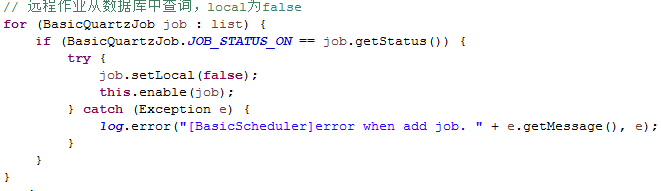 // 远程作业从数据库中查询，local为false
for (BasicQuartzJob job : list) {
if (BasicQuartzJob.JOB_STATUS_ON == job.getStatus()) {
try {
job.setLocal(false);
this.enable(job);
} catch (Exception e) {
log.error("[BasicScheduler]error when add job. " + e.getMessage(), e);
}
}
}